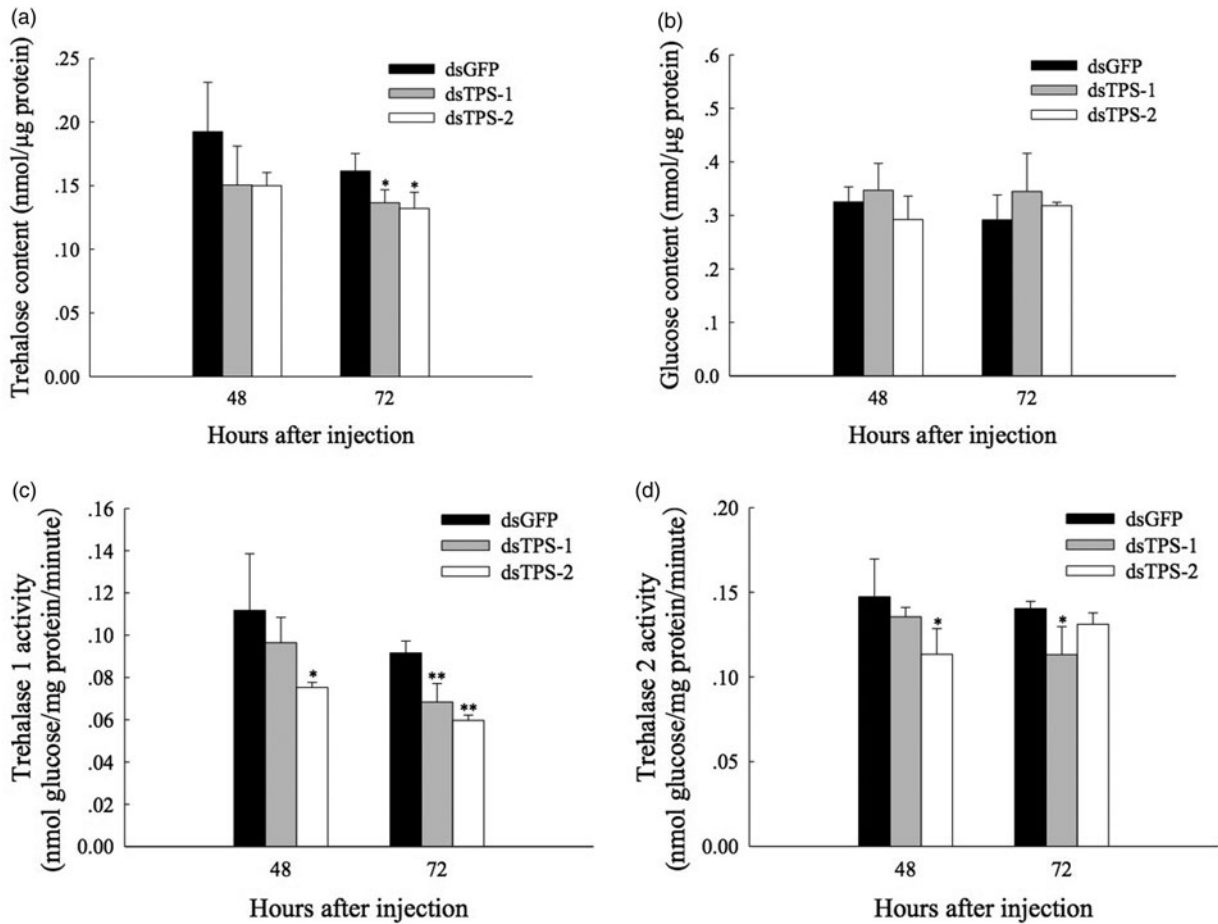 (a)
Trehalose content (nmol/µg protein)
.25
.20
.15
.10
.05
0.00
dsGFP
dsTPS-1
dsTPS-2
*
*
48
72
Hours after injection
(b)
Glucose content (nmol/µg protein)
.6
.5
.4
.3
.2
.1
0.0
dsGFP
dsTPS-1
dsTPS-2
48
72
Hours after injection
(c)
Trehalase 1 activity
(nmol glucose/mg protein/minute)
.16
.14
.12
.10
.08
.06
.04
.02
0.00
dsGFP
dsTPS-1
dsTPS-2
*
**
**
48
72
Hours after injection
(d)
Trehalase 2 activity
(nmol glucose/mg protein/minute)
.20
.15
.10
.05
0.00
dsGFP
dsTPS-1
dsTPS-2
*
*
48
72
Hours after injection